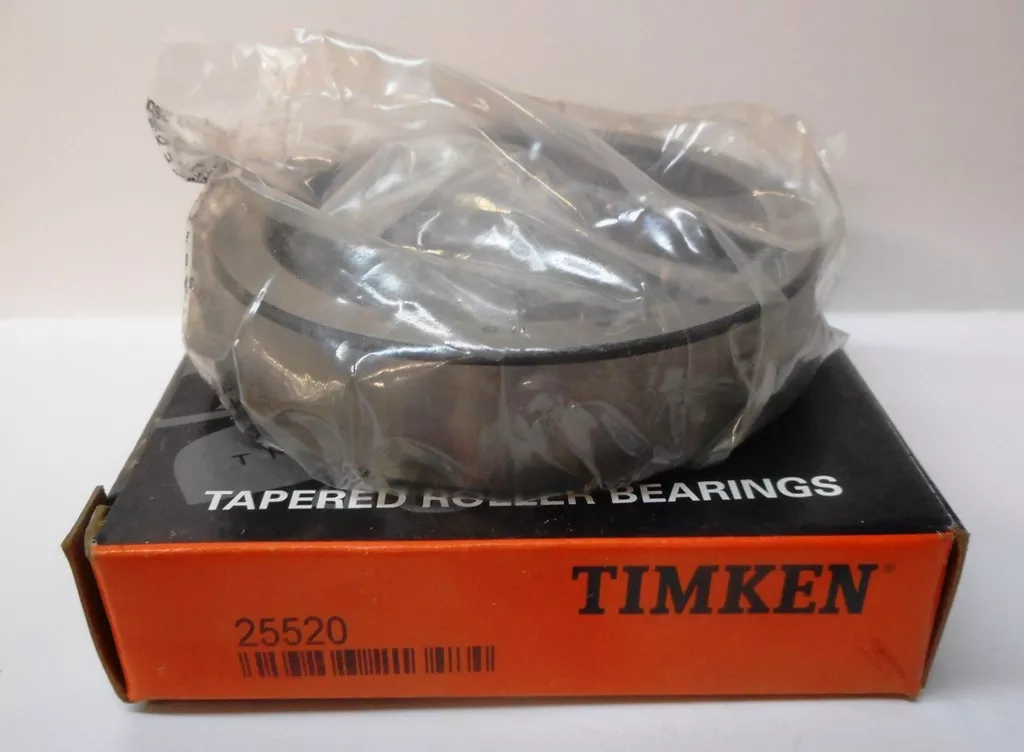 TAPERED ROLLER BEARINGS
TIMKEN®
25520